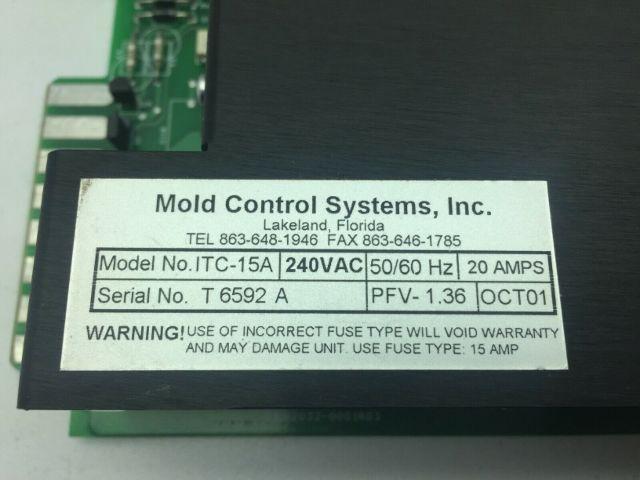 Mold Control Systems, Inc.
Lakeland, Florida
TEL 863-648-1946 FAX 863-646-1785
Model No. ITC-15A 240VAC 50/60 Hz 20 AMPS
Serial No. T 6592 A PFV- 1.36 OCT01
WARNING! USE OF INCORRECT FUSE TYPE WILL VOID WARRANTY
AND MAY DAMAGE UNIT. USE FUSE TYPE: 15 AMP